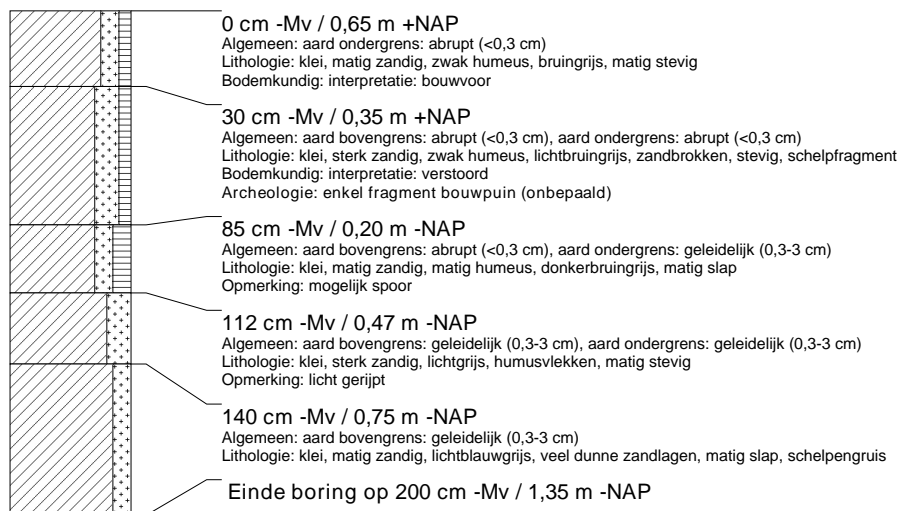 0 cm -Mv / 0,65 m +NAP
Algemeen: aard ondergrens: abrupt (<0,3 cm)
Lithologie: klei, matig zandig, zwak humeus, bruingrijs, matig stevig
Bodemkundig: interpretatie: bouwvoor
30 cm -Mv / 0,35 m +NAP
Algemeen: aard bovengrens: abrupt (<0,3 cm), aard ondergrens: abrupt (<0,3 cm)
Lithologie: klei, sterk zandig, zwak humeus, lichtbruingrijs, zandbrokken, stevig, schelpfragment
Bodemkundig: interpretatie: verstoord
Archeologie: enkel fragment bouwpuin (onbepaald)
85 cm -Mv / 0,20 m -NAP
Algemeen: aard bovengrens: abrupt (<0,3 cm), aard ondergrens: geleidelijk (0,3-3 cm)
Lithologie: klei, matig zandig, matig humeus, donkerbruingrijs, matig slap
Opmerking: mogelijk spoor
112 cm -Mv / 0,47 m -NAP
Algemeen: aard bovengrens: geleidelijk (0,3-3 cm), aard ondergrens: geleidelijk (0,3-3 cm)
Lithologie: klei, sterk zandig, lichtgrijs, humusvlekken, matig stevig
Opmerking: licht gerijpt
140 cm -Mv / 0,75 m -NAP
Algemeen: aard bovengrens: geleidelijk (0,3-3 cm)
Lithologie: klei, matig zandig, lichtblauwgrijs, veel dunne zandlagen, matig slap, schelpengruis
Einde boring op 200 cm -Mv / 1,35 m -NAP